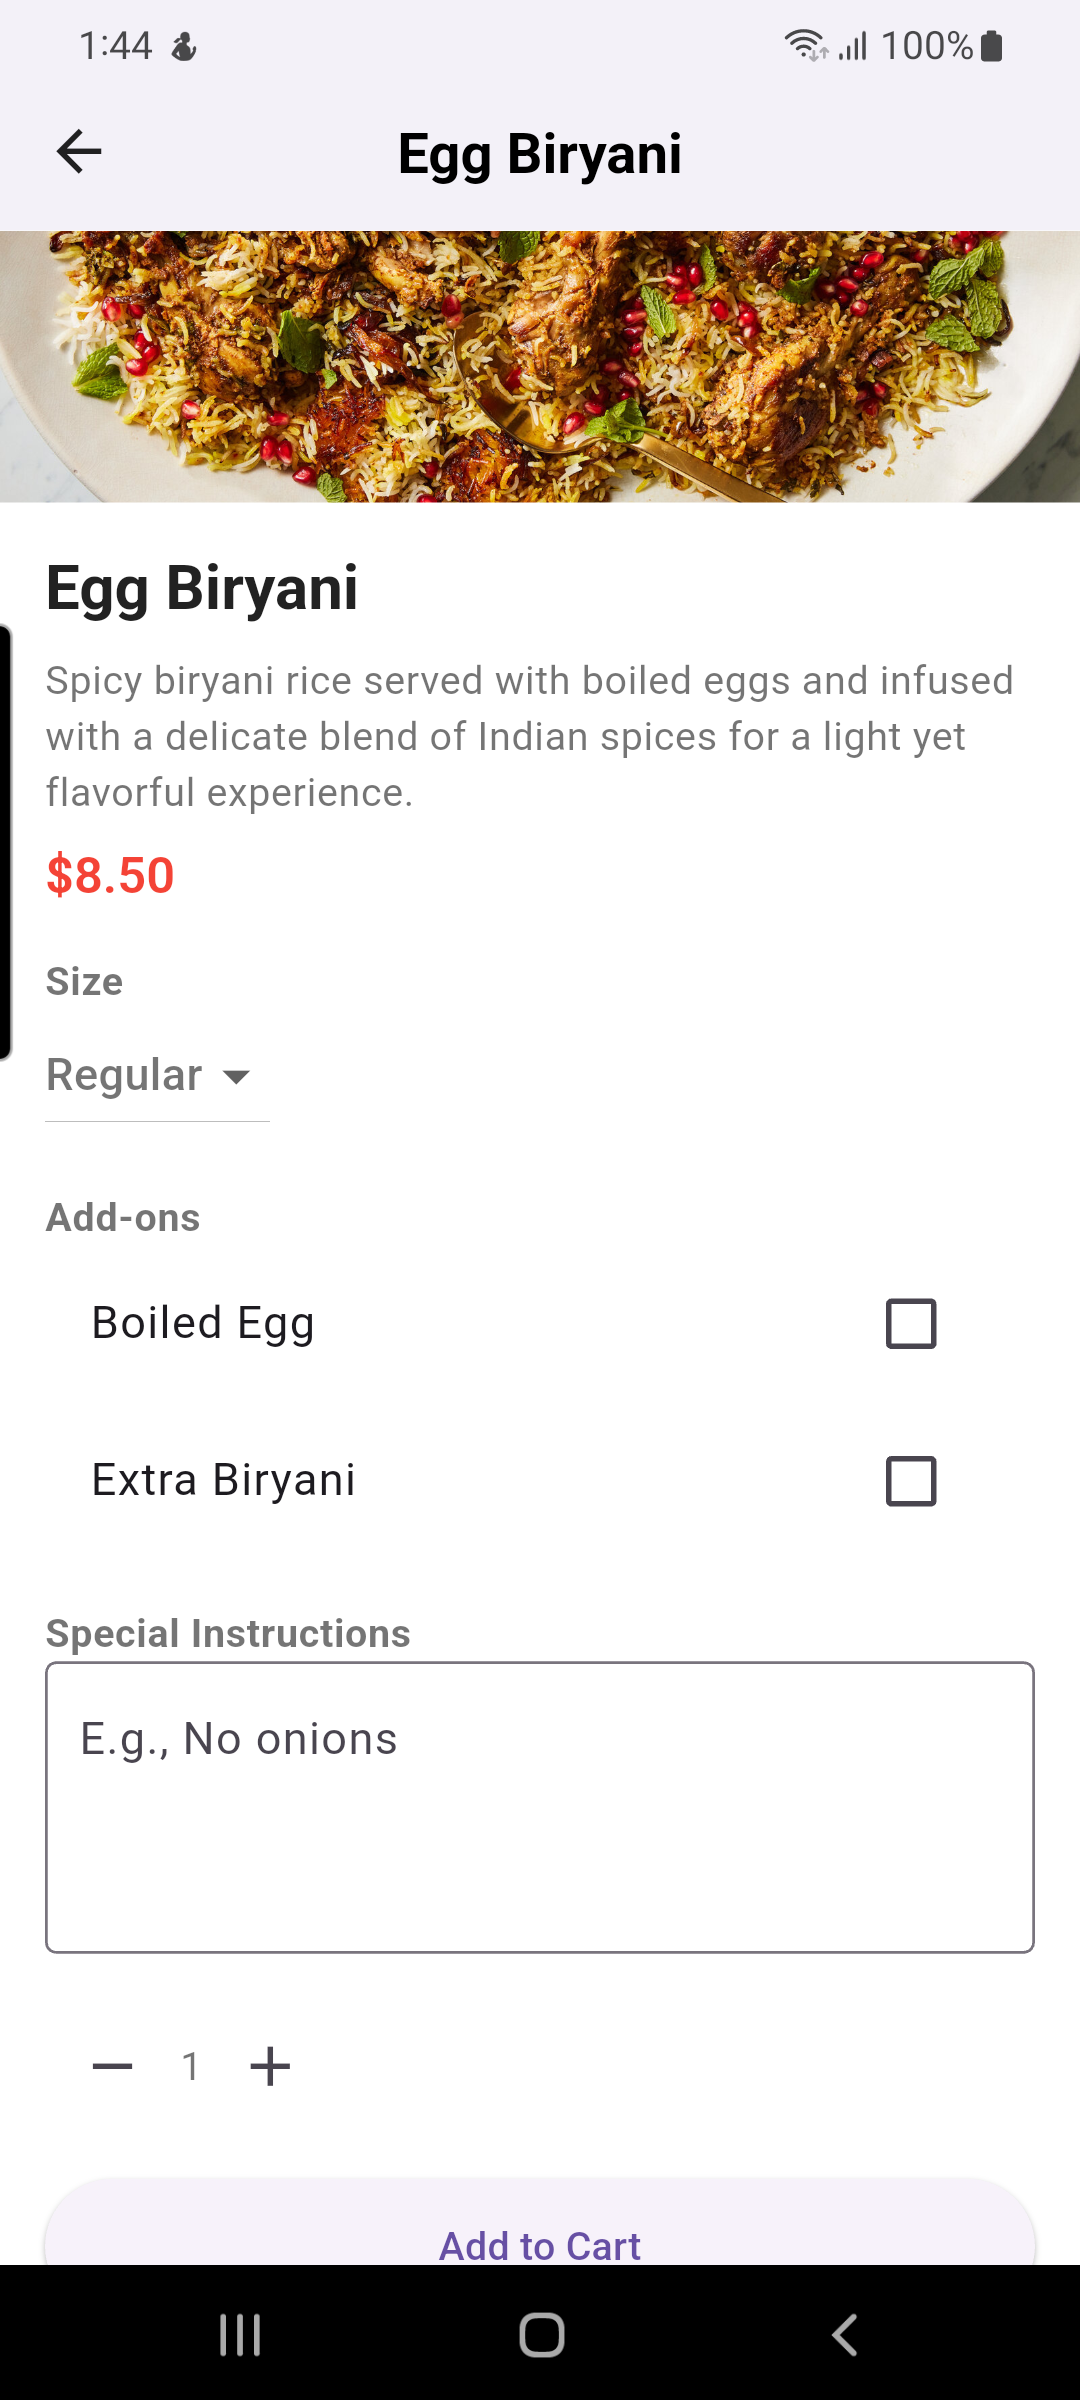 1:44
100%
Egg Biryani
Egg Biryani
Spicy biryani rice served with boiled eggs and infused
with a delicate blend of Indian spices for a light yet
flavorful experience.
$8.50
Size
Regular
Add-ons
Boiled Egg
Extra Biryani
Special Instructions
E.g., No onions
1
Add to Cart